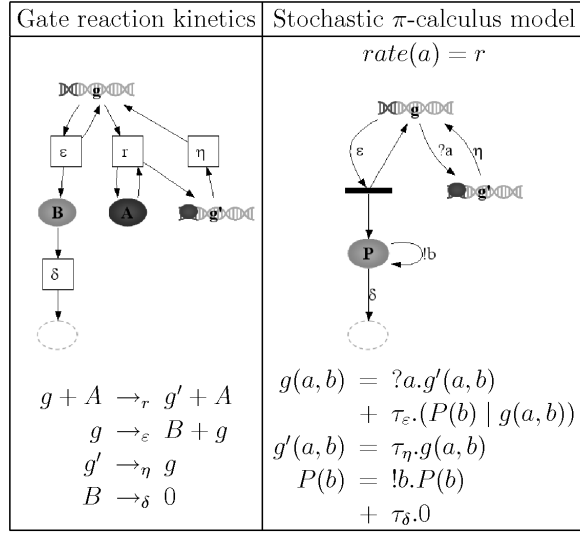 Gate reaction kinetics
g
ε
r
η
B
A
g'
δ
g + A →r g′ + A
g →ε B + g
g′ →η g
B →δ 0
Stochastic π-calculus model
rate(a) = r
g
ε
?a
η
g'
P
!b
δ
g(a, b) = ?a.g′(a, b)
+ τε.(P(b) | g(a, b))
g′(a, b) = τη.g(a, b)
P(b) = !b.P(b)
+ τδ.0